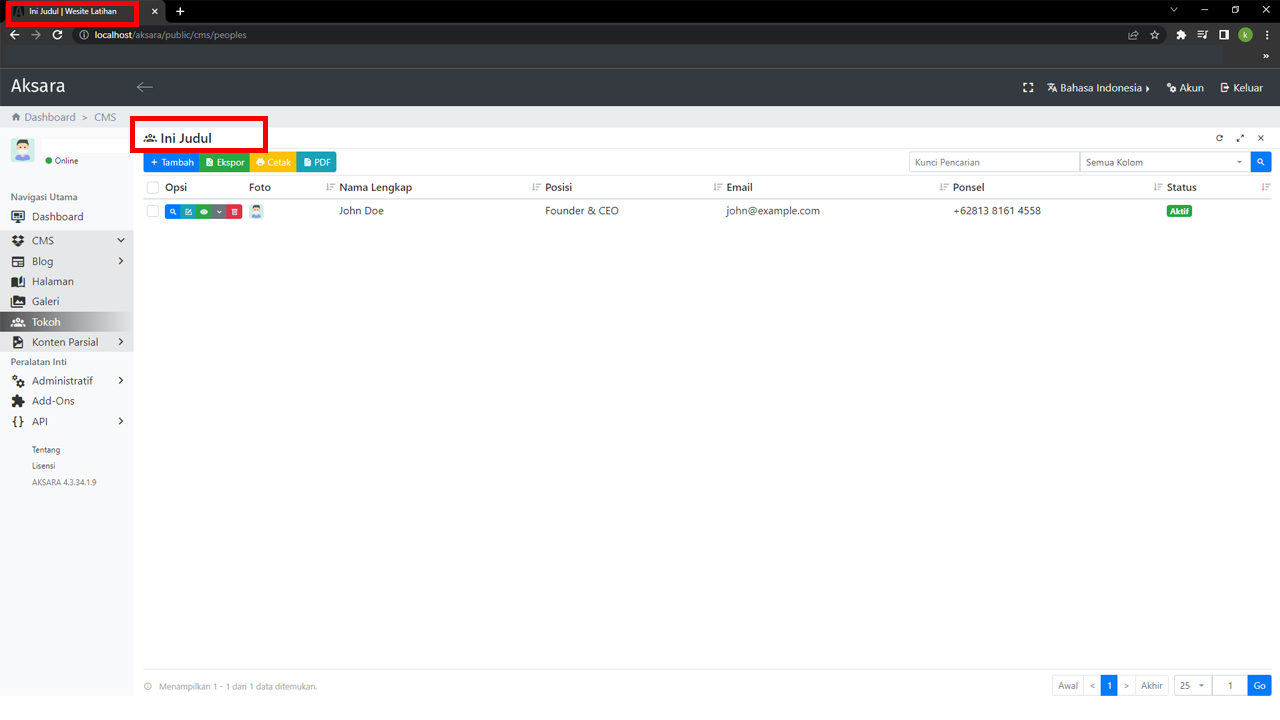 Ini Judul | Wesite Latihan
localhost/aksara/public/cms/peoples
k
Aksara
Bahasa Indonesia
Akun
Keluar
Dashboard > CMS
Online
Navigasi Utama
Dashboard
CMS
Blog
Halaman
Galeri
Tokoh
Konten Parsial
Peralatan Inti
Administratif
Add-Ons
API
Tentang
Lisensi
AKSARA 4.3.34.1.9
Ini Judul
+ Tambah Ekspor Cetak PDF
Kunci Pencarian Semua Kolom
Opsi Foto Nama Lengkap Posisi Email Ponsel Status
John Doe Founder & CEO john@example.com +62813 8161 4558 Aktif
Menampilkan 1 - 1 dari 1 data ditemukan.
Awal < 1 > Akhir 25 1 Go